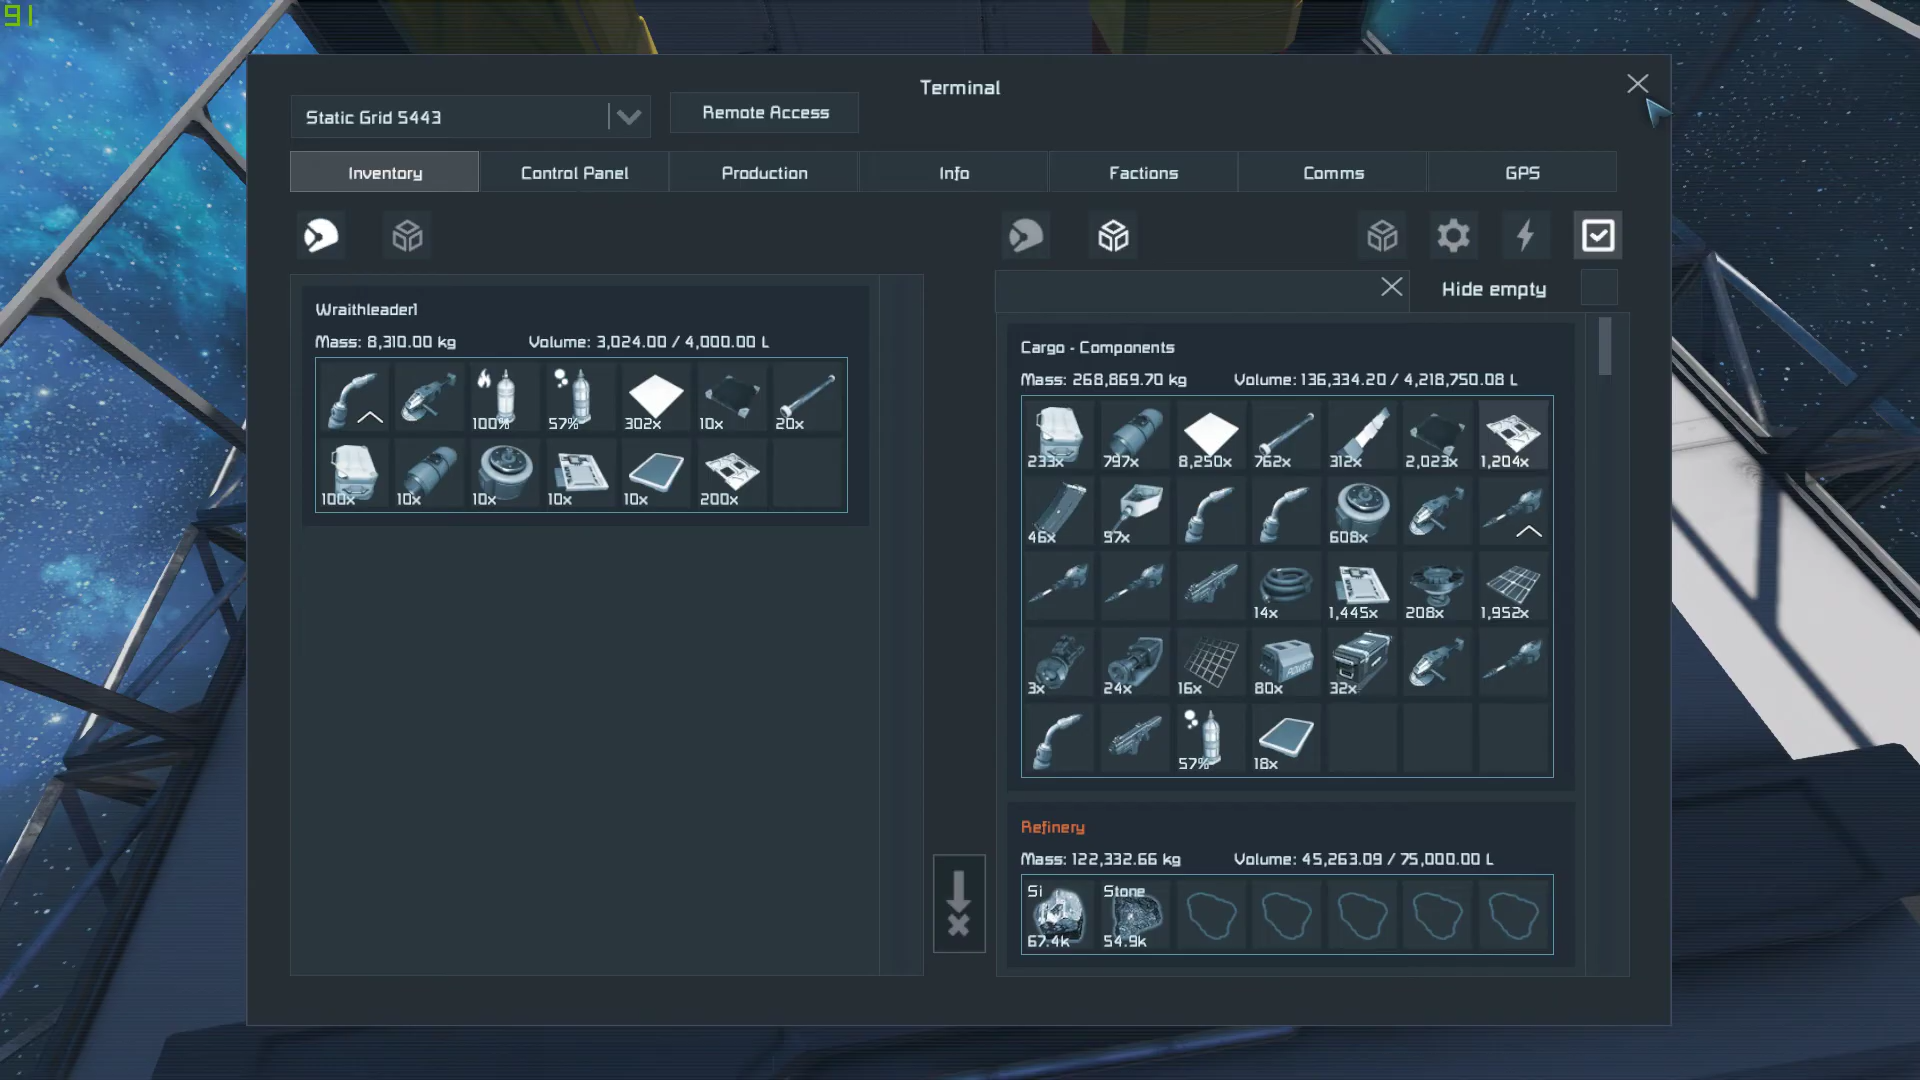 91
Terminal
Static Grid 5443
Remote Access
Inventory
Control Panel
Production
Info
Factions
Comms
GPS
Hide empty
Wraithleader1
Mass: 8,310.00 kg
Volume: 3,024.00 / 4,000.00 L
100%
57%
302x
10x
20x
100x
10x
10x
10x
10x
200x
Cargo - Components
Mass: 268,869.70 kg
Volume: 136,334.20 / 4,218,750.08 L
233x
797x
8,250x
762x
312x
2,023x
1,204x
46x
97x
608x
14x
1,445x
208x
1,952x
3x
24x
16x
80x
POWER
32x
57%
18x
Refinery
Mass: 122,332.66 kg
Volume: 45,263.09 / 75,000.00 L
Si
Stone
67.4k
54.9k